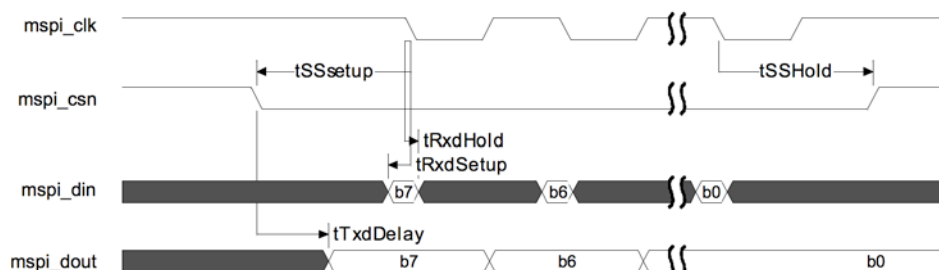 mspi_clk
tSSsetup
tSSHold
mspi_csn
tRxdHold
tRxdSetup
mspi_din
b7
b6
b0
tTxdDelay
mspi_dout
b7
b6
b0